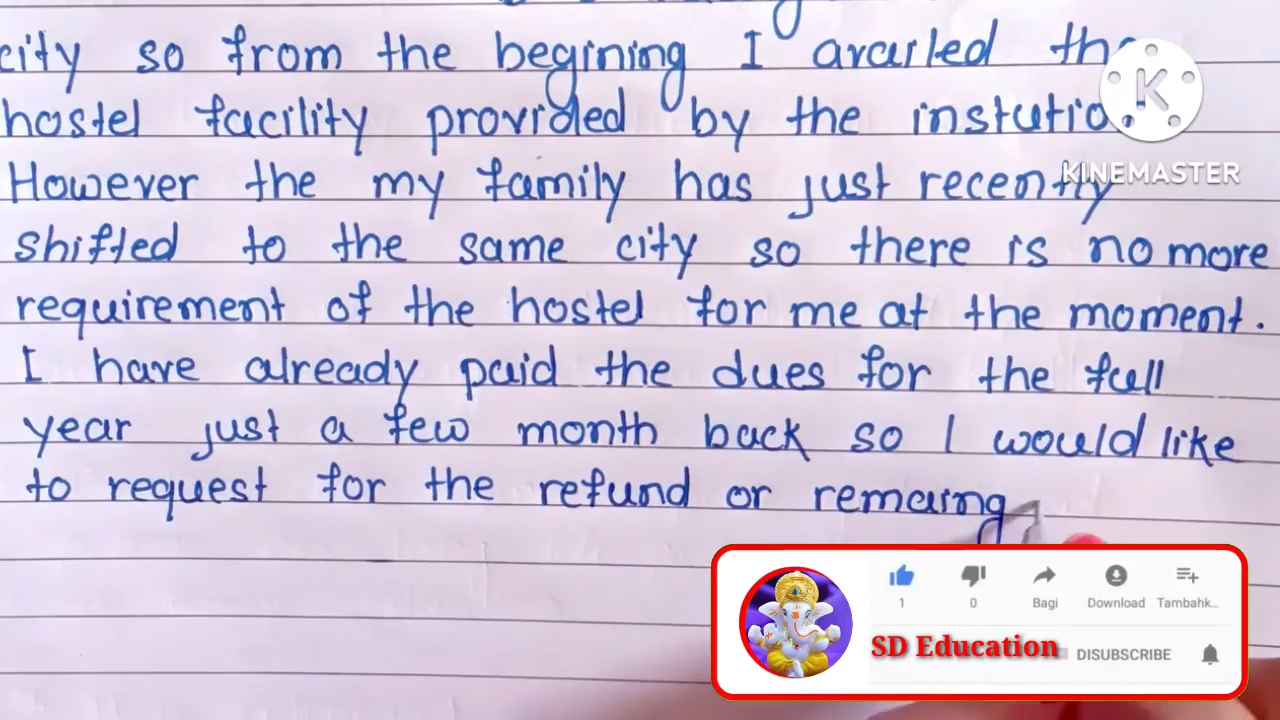 city so from the begining I availed the
hostel facility provided by the instution.
However the my family has just recently
shifted to the same city so there is no more
requirement of the hostel for me at the moment.
I have already paid the dues for the full
year just a few month back so I would like
to request for the refund or remaing
K
KINEMASTER
1 0 Bagi Download Tambahk...
SD Education DISUBSCRIBE